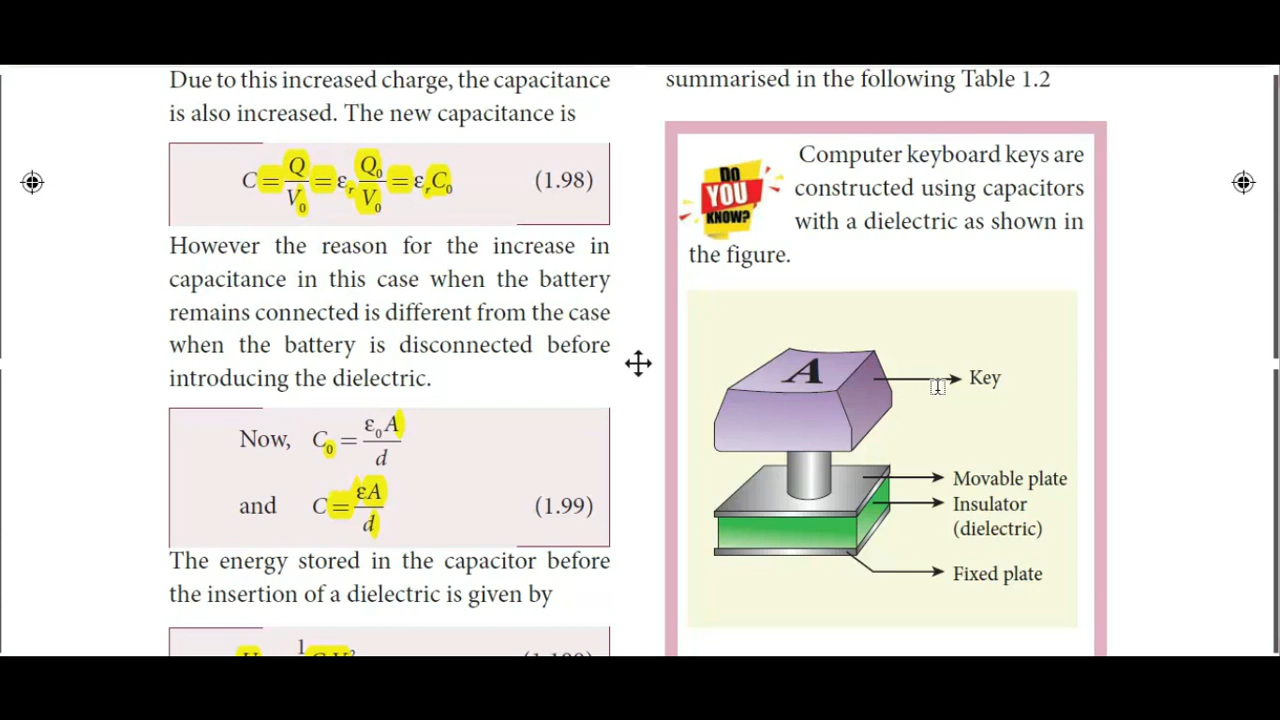 Due to this increased charge, the capacitance
is also increased. The new capacitance is
C = Q/V₀ = εᵣ Q₀/V₀ = εᵣC₀ (1.98)
However the reason for the increase in
capacitance in this case when the battery
remains connected is different from the case
when the battery is disconnected before
introducing the dielectric.
Now, C₀ = ε₀A/d
and C = εA/d (1.99)
The energy stored in the capacitor before
the insertion of a dielectric is given by
summarised in the following Table 1.2
DO
YOU
KNOW?
Computer keyboard keys are
constructed using capacitors
with a dielectric as shown in
the figure.
A
Key
Movable plate
Insulator
(dielectric)
Fixed plate